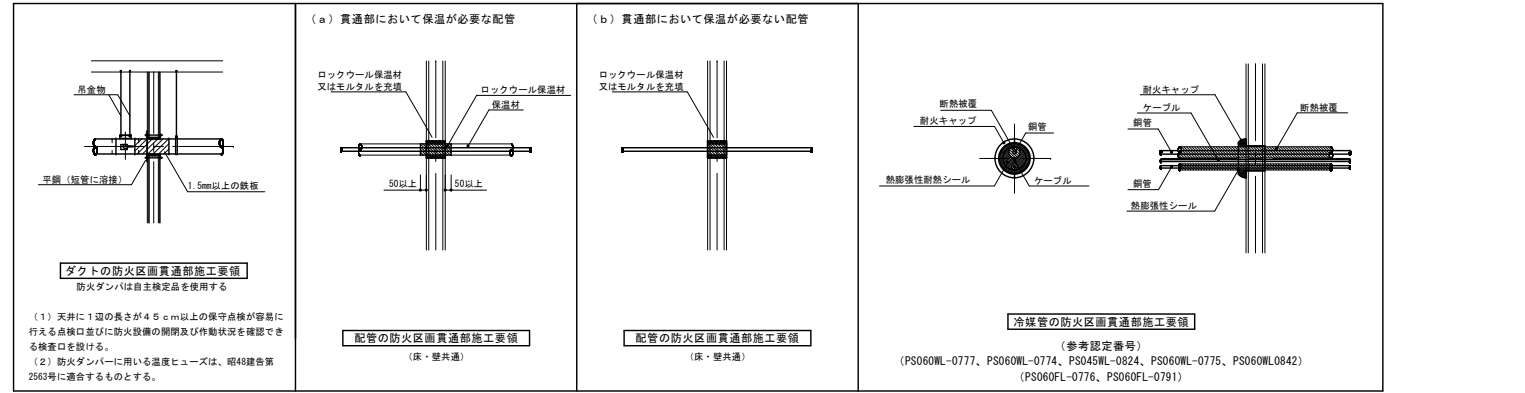 吊金物
平鋼（短管に溶接）
1.5mm以上の鉄板
ダクトの防火区画貫通部施工要領
防火ダンパは自主検定品を使用する
（１）天井に１辺の長さが４５ｃｍ以上の保守点検が容易に
行える点検口並びに防火設備の開閉及び作動状況を確認でき
る検査口を設ける。
（２）防火ダンパーに用いる温度ヒューズは、昭48建告第
2563号に適合するものとする。
（ａ）貫通部において保温が必要な配管
ロックウール保温材
又はモルタルを充填
ロックウール保温材
保温材
50以上
50以上
配管の防火区画貫通部施工要領
（床・壁共通）
（ｂ）貫通部において保温が必要ない配管
ロックウール保温材
又はモルタルを充填
配管の防火区画貫通部施工要領
（床・壁共通）
断熱被覆
耐火キャップ
銅管
熱膨張性耐熱シール
ケーブル
耐火キャップ
ケーブル
銅管
断熱被覆
銅管
熱膨張性シール
冷媒管の防火区画貫通部施工要領
（参考認定番号）
（PS060WL-0777、PS060WL-0774、PS045WL-0824、PS060WL-0775、PS060WL0842）
（PS060FL-0776、PS060FL-0791）